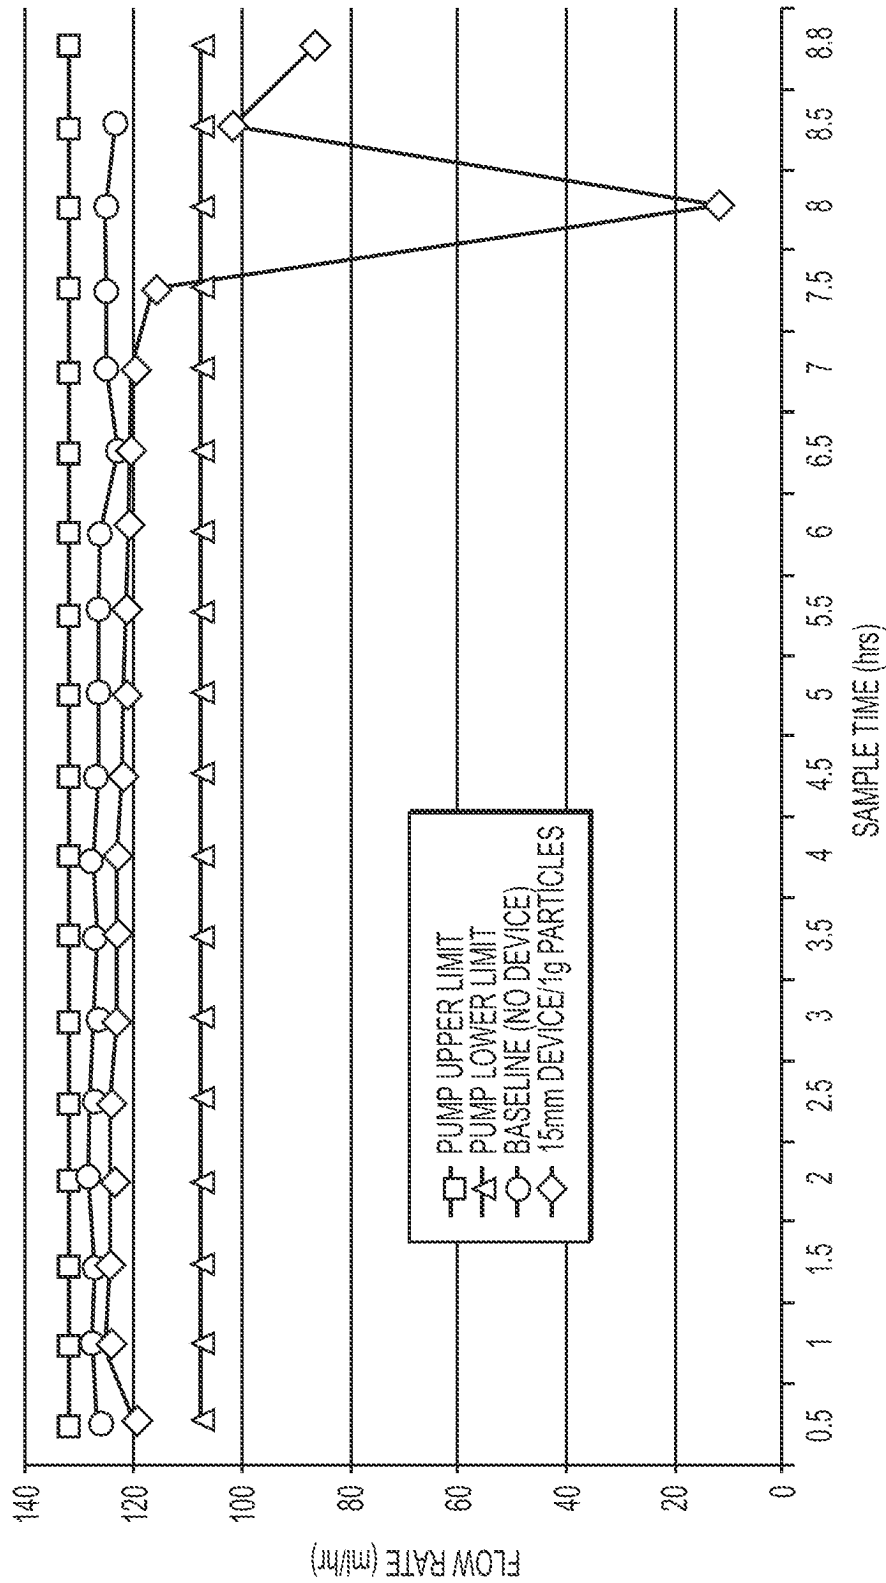 FLOW RATE (ml/hr)
140
120
100
80
60
40
20
0
PUMP UPPER LIMIT
PUMP LOWER LIMIT
BASELINE (NO DEVICE)
15mm DEVICE/1g PARTICLES
0.5 1 1.5 2 2.5 3 3.5 4 4.5 5 5.5 6 6.5 7 7.5 8 8.5 8.8
SAMPLE TIME (hrs)